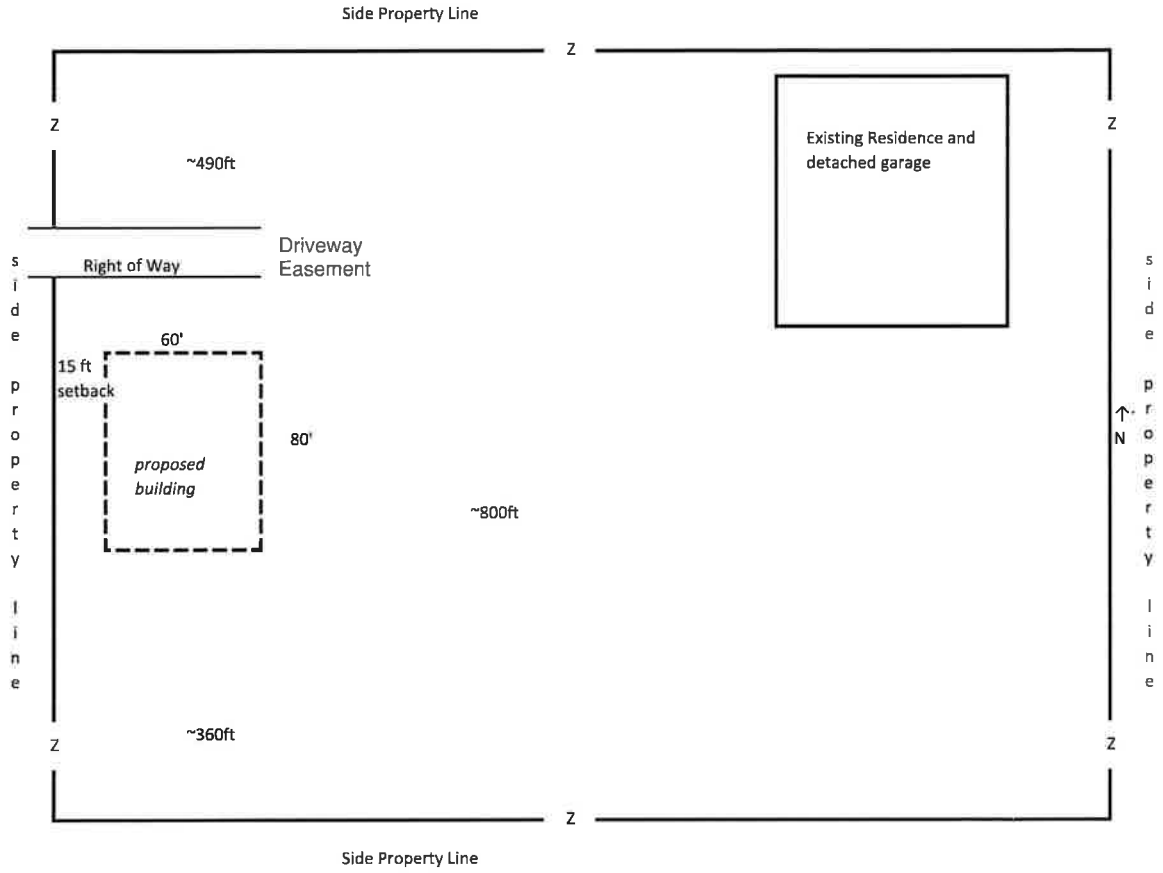 Side Property Line
Z
Z
Z
~490ft
Existing Residence and
detached garage
Driveway
Easement
Right of Way
side property line
side property line
60'
15 ft
setback
80'
↑
N
proposed
building
~800ft
~360ft
Z
Z
Z
Side Property Line